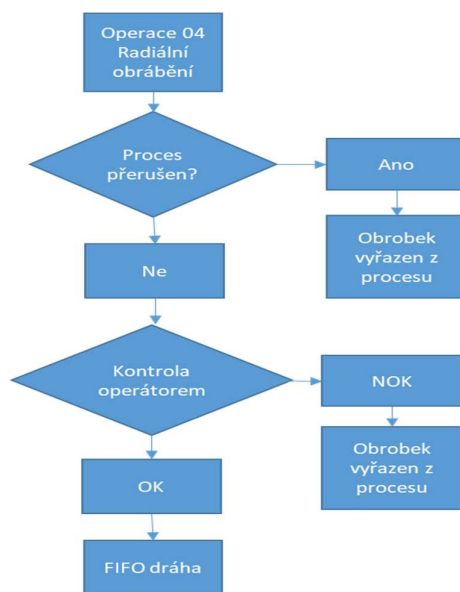 Operace 04
Radiální
obrábění
Proces
přerušen?
Ano
Obrobek
vyřazen z
procesu
Ne
Kontrola
operátorem
NOK
Obrobek
vyřazen z
procesu
OK
FIFO dráha